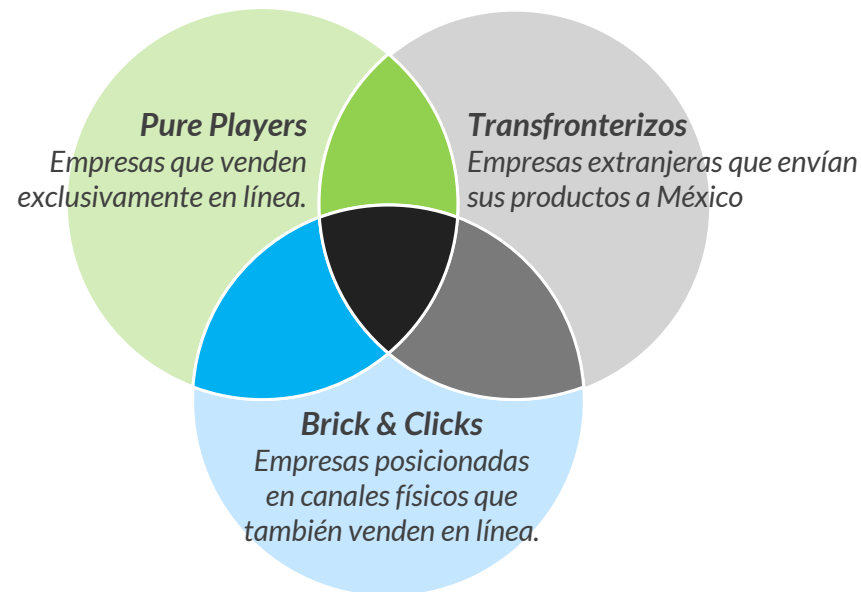 Pure Players
Empresas que venden
exclusivamente en línea.
Transfronterizos
Empresas extranjeras que envían
sus productos a México
Brick & Clicks
Empresas posicionadas
en canales físicos que
también venden en línea.